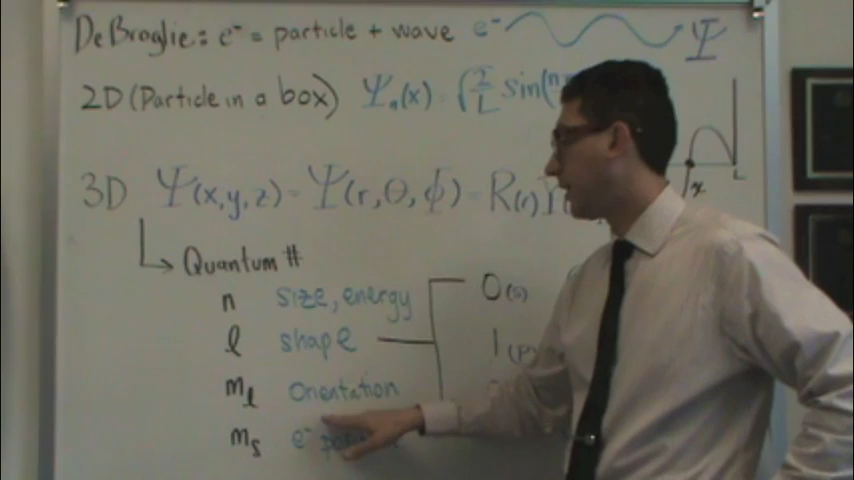 DeBroglie: e⁻ = particle + wave e⁻ Ψ
2D (Particle in a box) Ψₙ(x) = √2/L sin(n
x L
3D Ψ(x,y,z) = Ψ(r,θ,ϕ) = R(r)
Quantum #
n size, energy 0(s)
l shape 1(p)
mₗ Orientation
mₛ e⁻